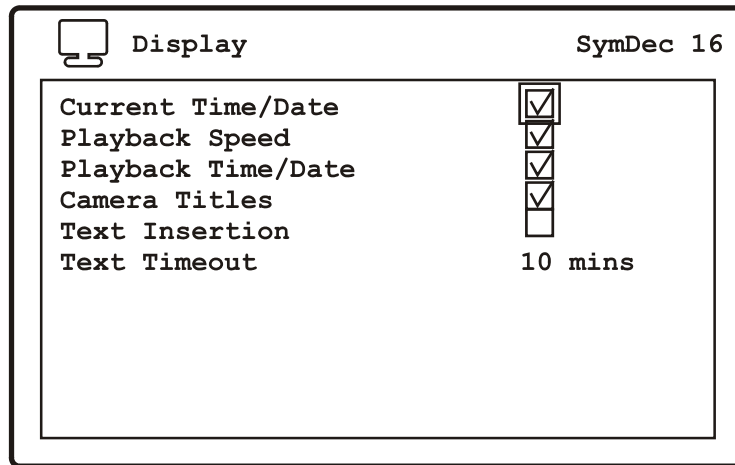 Display SymDec 16
Current Time/Date
Playback Speed
Playback Time/Date
Camera Titles
Text Insertion
Text Timeout 10 mins